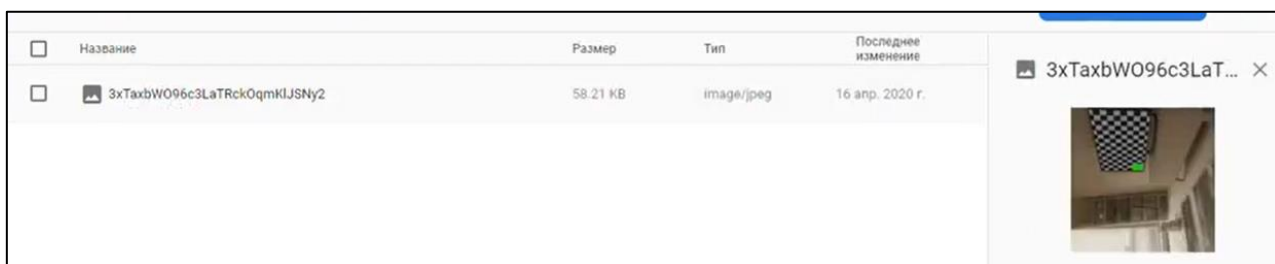 Название Размер Тип Последнее
изменение
3xTaxbWO96c3LaTRckOqmKlJSNy2 58.21 KB image/jpeg 16 апр. 2020 г.
3xTaxbWO96c3LaT...